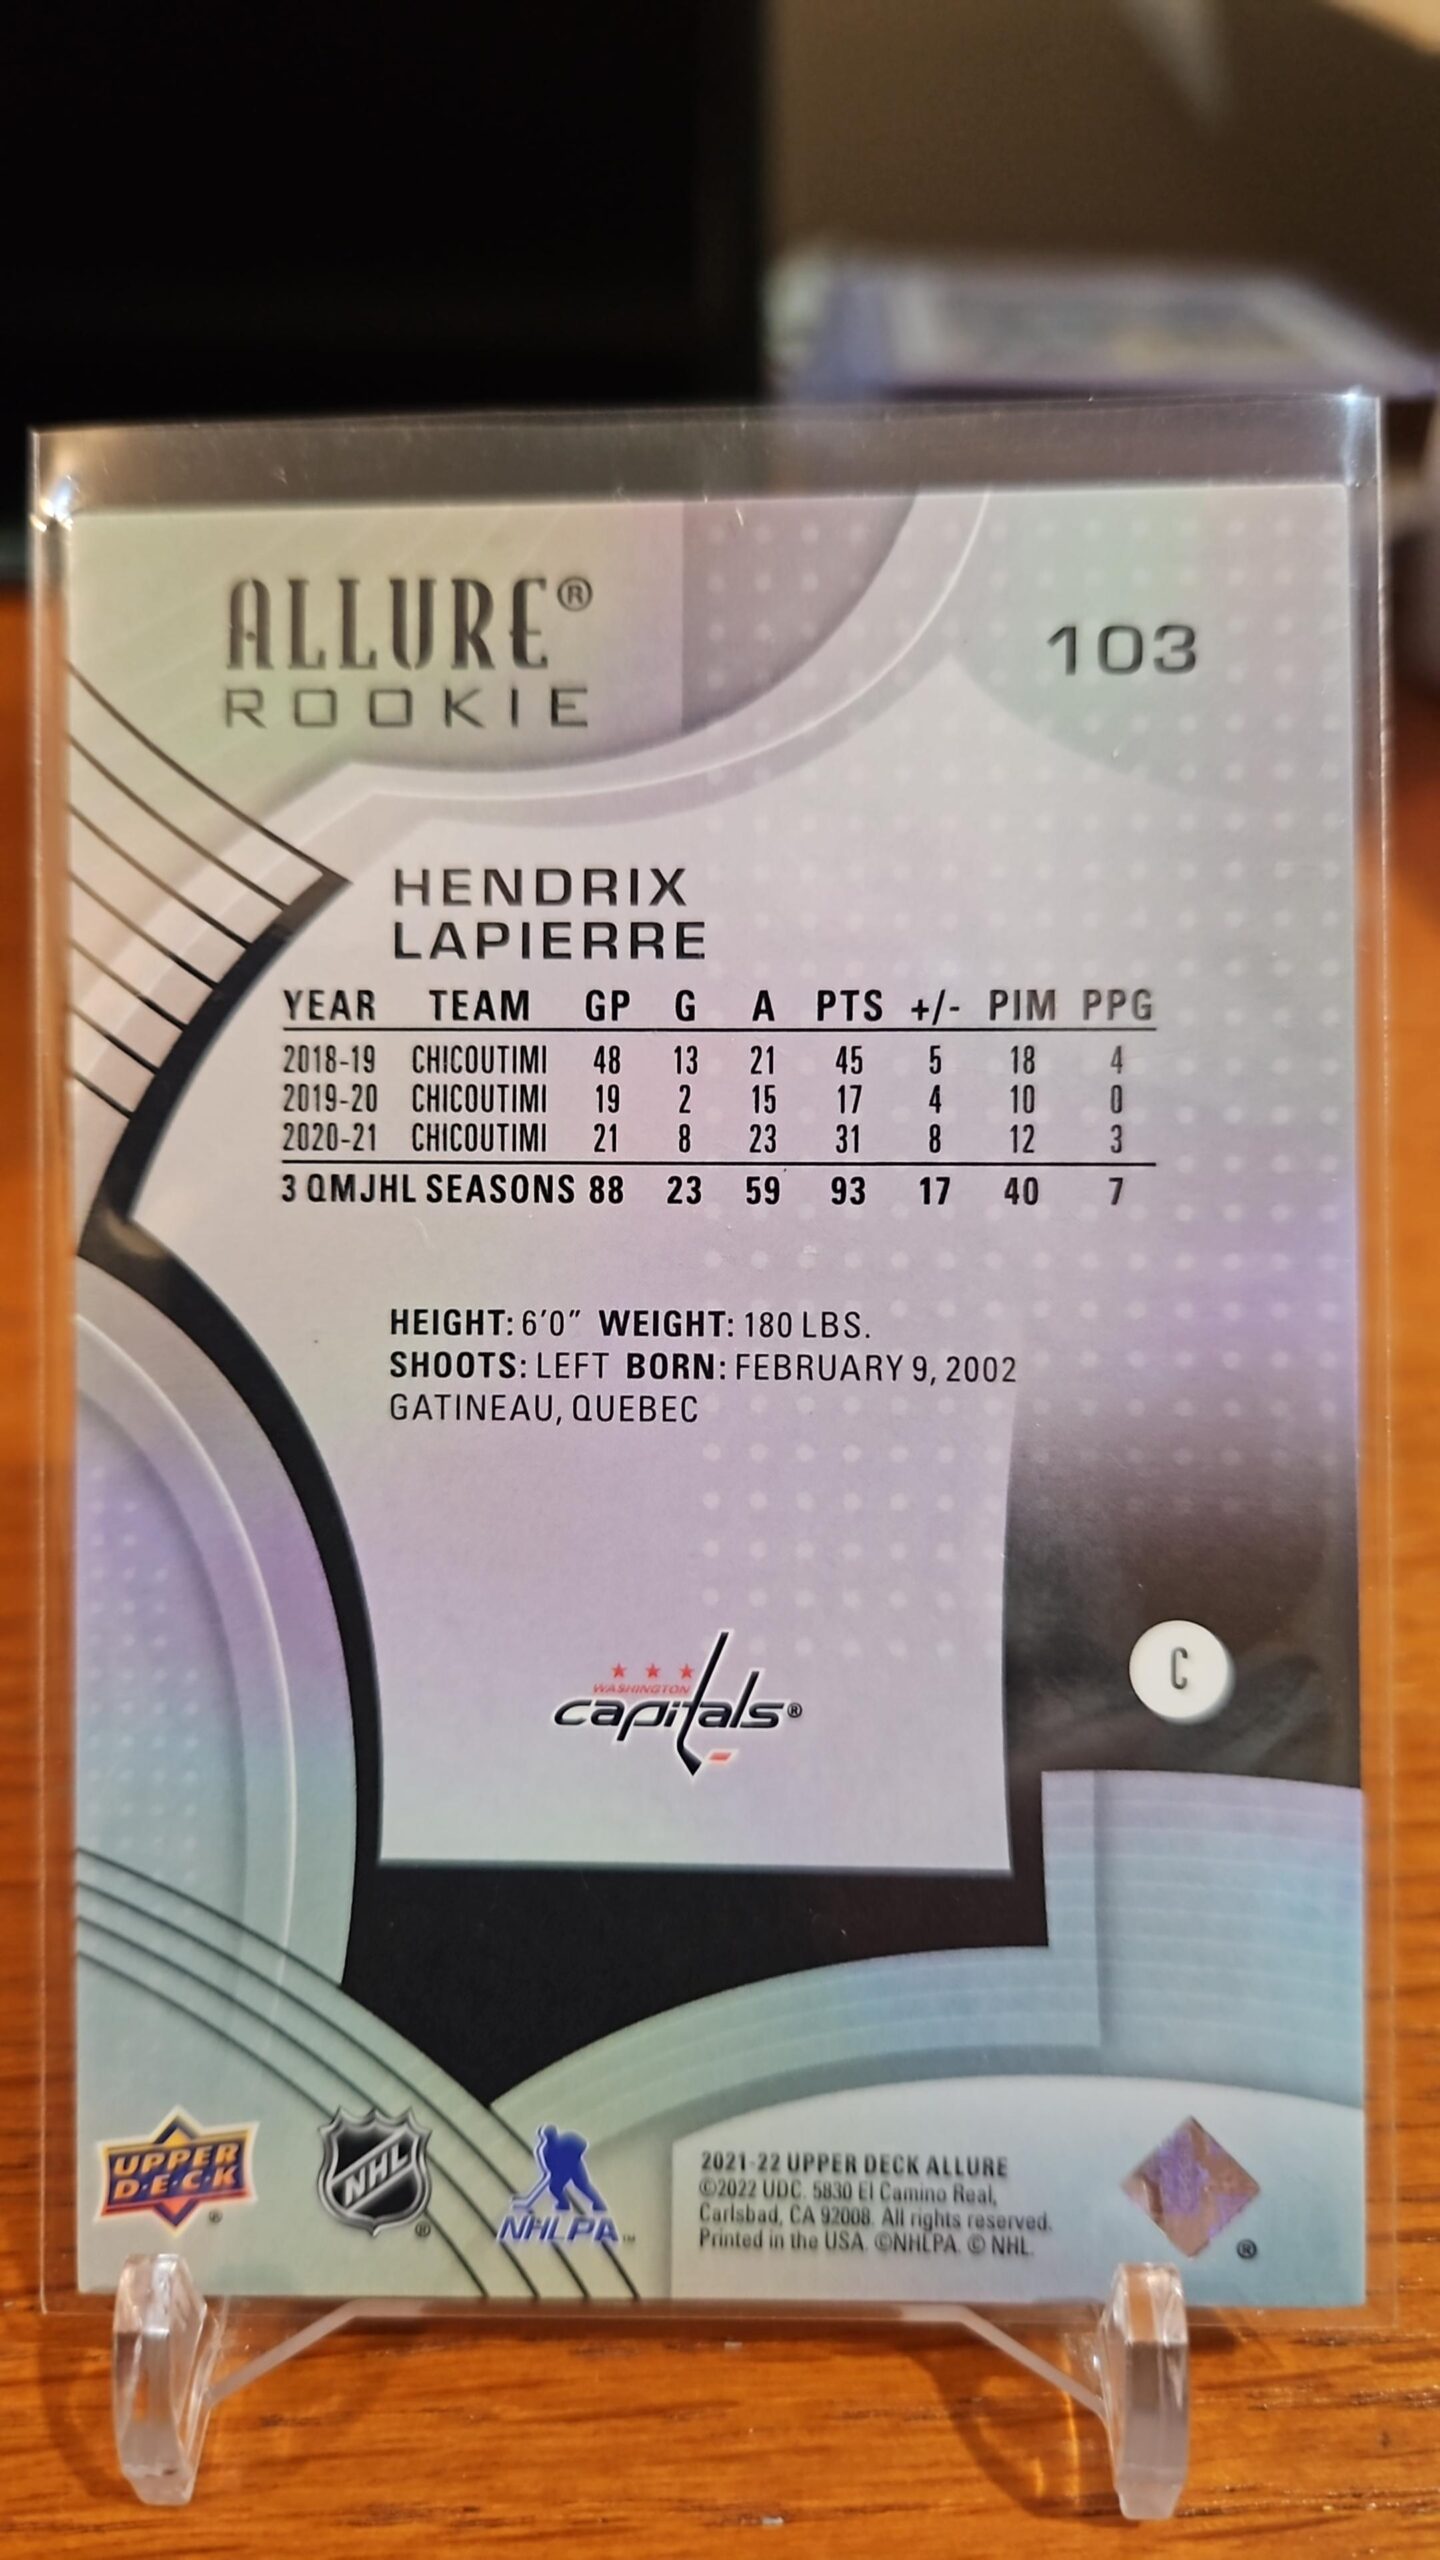 ALLURE®
ROOKIE
103
HENDRIX
LAPIERRE
YEAR TEAM GP G A PTS +/- PIM PPG
2018-19 CHICOUTIMI 48 13 21 45 5 18 4
2019-20 CHICOUTIMI 19 2 15 17 4 10 0
2020-21 CHICOUTIMI 21 8 23 31 8 12 3
3 QMJHL SEASONS 88 23 59 93 17 40 7
HEIGHT: 6'0" WEIGHT: 180 LBS.
SHOOTS: LEFT BORN: FEBRUARY 9, 2002
GATINEAU, QUEBEC
WASHINGTON
capitals®
C
UPPER
D·E·C·K
®
NHL
®
NHLPA™
2021-22 UPPER DECK ALLURE
©2022 UDC. 5830 El Camino Real,
Carlsbad, CA 92008. All rights reserved.
Printed in the USA. ©NHLPA. © NHL.
®